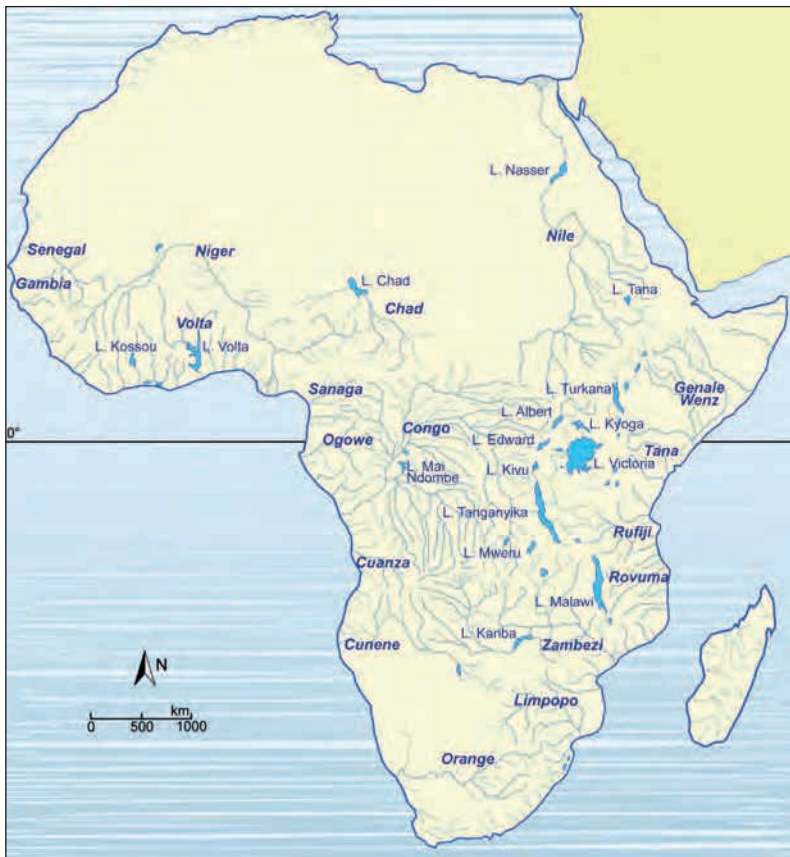 L. Nasser
Nile
Senegal
Niger
Gambia
L. Chad
L. Tana
Chad
Volta
L. Kossou
L. Volta
L. Turkana
Genale
Wenz
Sanaga
L. Albert
L. Kyoga
Congo
0°
Ogowe
L. Edward
Tana
L. Mai
Ndombe
L. Kivu
L. Victoria
L. Tanganyika
Rufiji
L. Mweru
Cuanza
Rovuma
L. Malawi
L. Kariba
Cunene
Zambezi
N
Limpopo
km
0 500 1000
Orange